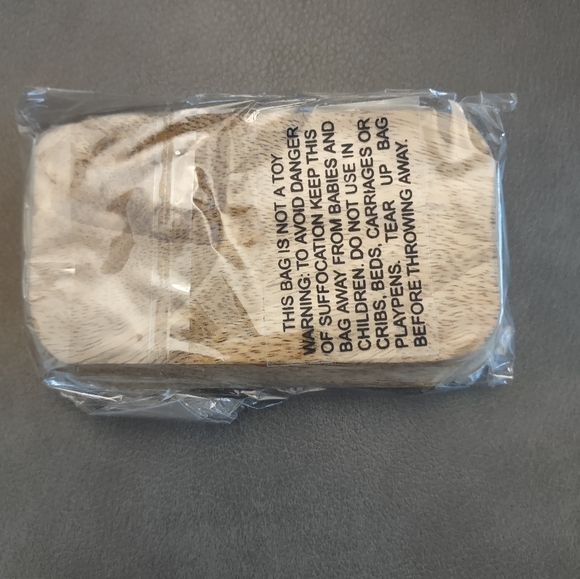 THIS BAG IS NOT A TOY
WARNING: TO AVOID DANGER
OF SUFFOCATION KEEP THIS
BAG AWAY FROM BABIES AND
CHILDREN. DO NOT USE IN
CRIBS, BEDS, CARRIAGES OR
PLAYPENS. TEAR UP BAG
BEFORE THROWING AWAY.